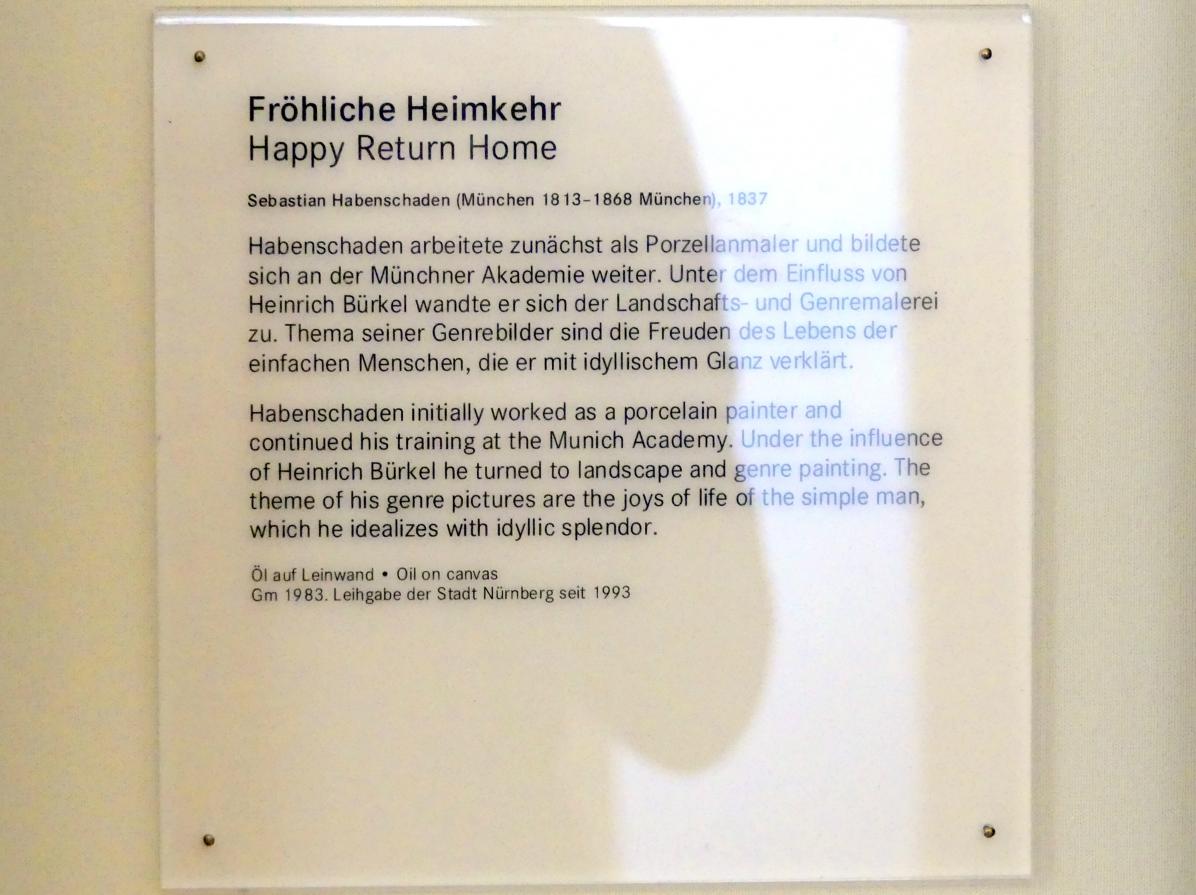 Fröhliche Heimkehr
Happy Return Home
Sebastian Habenschaden (München 1813–1868 München), 1837
Habenschaden arbeitete zunächst als Porzellanmaler und bildete
sich an der Münchner Akademie weiter. Unter dem Einfluss von
Heinrich Bürkel wandte er sich der Landschafts- und Genremalerei
zu. Thema seiner Genrebilder sind die Freuden des Lebens der
einfachen Menschen, die er mit idyllischem Glanz verklärt.
Habenschaden initially worked as a porcelain painter and
continued his training at the Munich Academy. Under the influence
of Heinrich Bürkel he turned to landscape and genre painting. The
theme of his genre pictures are the joys of life of the simple man,
which he idealizes with idyllic splendor.
Öl auf Leinwand • Oil on canvas
Gm 1983. Leihgabe der Stadt Nürnberg seit 1993